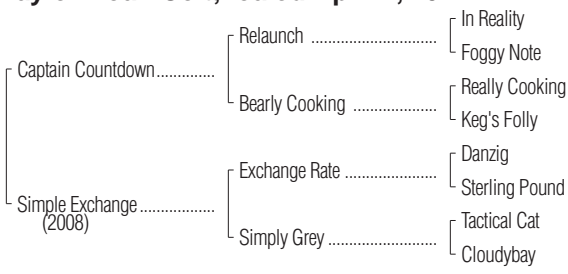 In Reality
Relaunch ........................
Foggy Note
Captain Countdown..............
Really Cooking
Bearly Cooking .....................
Keg's Folly
Danzig
Exchange Rate .......................
Sterling Pound
Simple Exchange ..................
(2008)
Tactical Cat
Simply Grey ...........................
Cloudybay